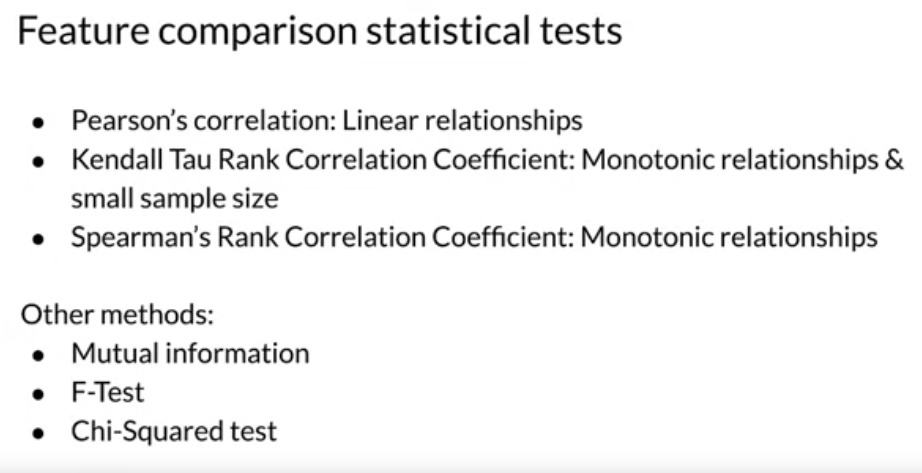 Feature comparison statistical tests
● Pearson’s correlation: Linear relationships
● Kendall Tau Rank Correlation Coefficient: Monotonic relationships &
small sample size
● Spearman’s Rank Correlation Coefficient: Monotonic relationships
Other methods:
● Mutual information
● F-Test
● Chi-Squared test